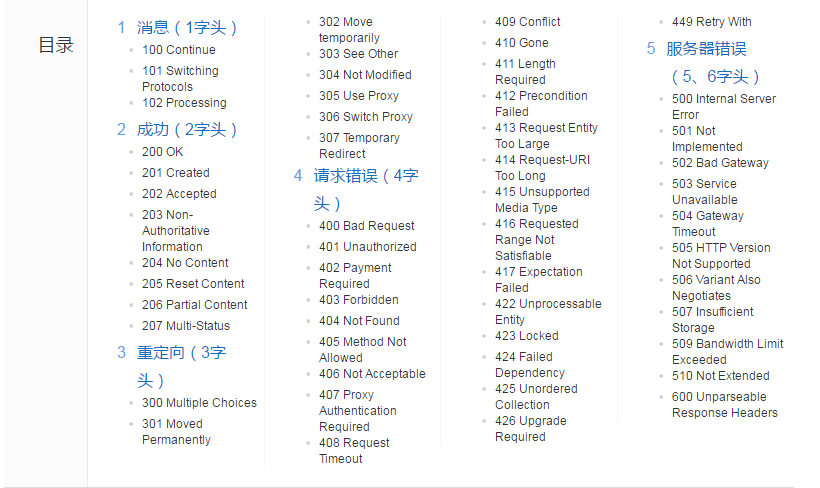 目录
1 消息（1字头）
100 Continue
101 Switching
Protocols
102 Processing
2 成功（2字头）
200 OK
201 Created
202 Accepted
203 Non-
Authoritative
Information
204 No Content
205 Reset Content
206 Partial Content
207 Multi-Status
3 重定向（3字
头）
300 Multiple Choices
301 Moved
Permanently
302 Move
temporarily
303 See Other
304 Not Modified
305 Use Proxy
306 Switch Proxy
307 Temporary
Redirect
4 请求错误（4字
头）
400 Bad Request
401 Unauthorized
402 Payment
Required
403 Forbidden
404 Not Found
405 Method Not
Allowed
406 Not Acceptable
407 Proxy
Authentication
Required
408 Request
Timeout
409 Conflict
410 Gone
411 Length
Required
412 Precondition
Failed
413 Request Entity
Too Large
414 Request-URI
Too Long
415 Unsupported
Media Type
416 Requested
Range Not
Satisfiable
417 Expectation
Failed
422 Unprocessable
Entity
423 Locked
424 Failed
Dependency
425 Unordered
Collection
426 Upgrade
Required
449 Retry With
5 服务器错误
（5、6字头）
500 Internal Server
Error
501 Not
Implemented
502 Bad Gateway
503 Service
Unavailable
504 Gateway
Timeout
505 HTTP Version
Not Supported
506 Variant Also
Negotiates
507 Insufficient
Storage
509 Bandwidth Limit
Exceeded
510 Not Extended
600 Unparseable
Response Headers